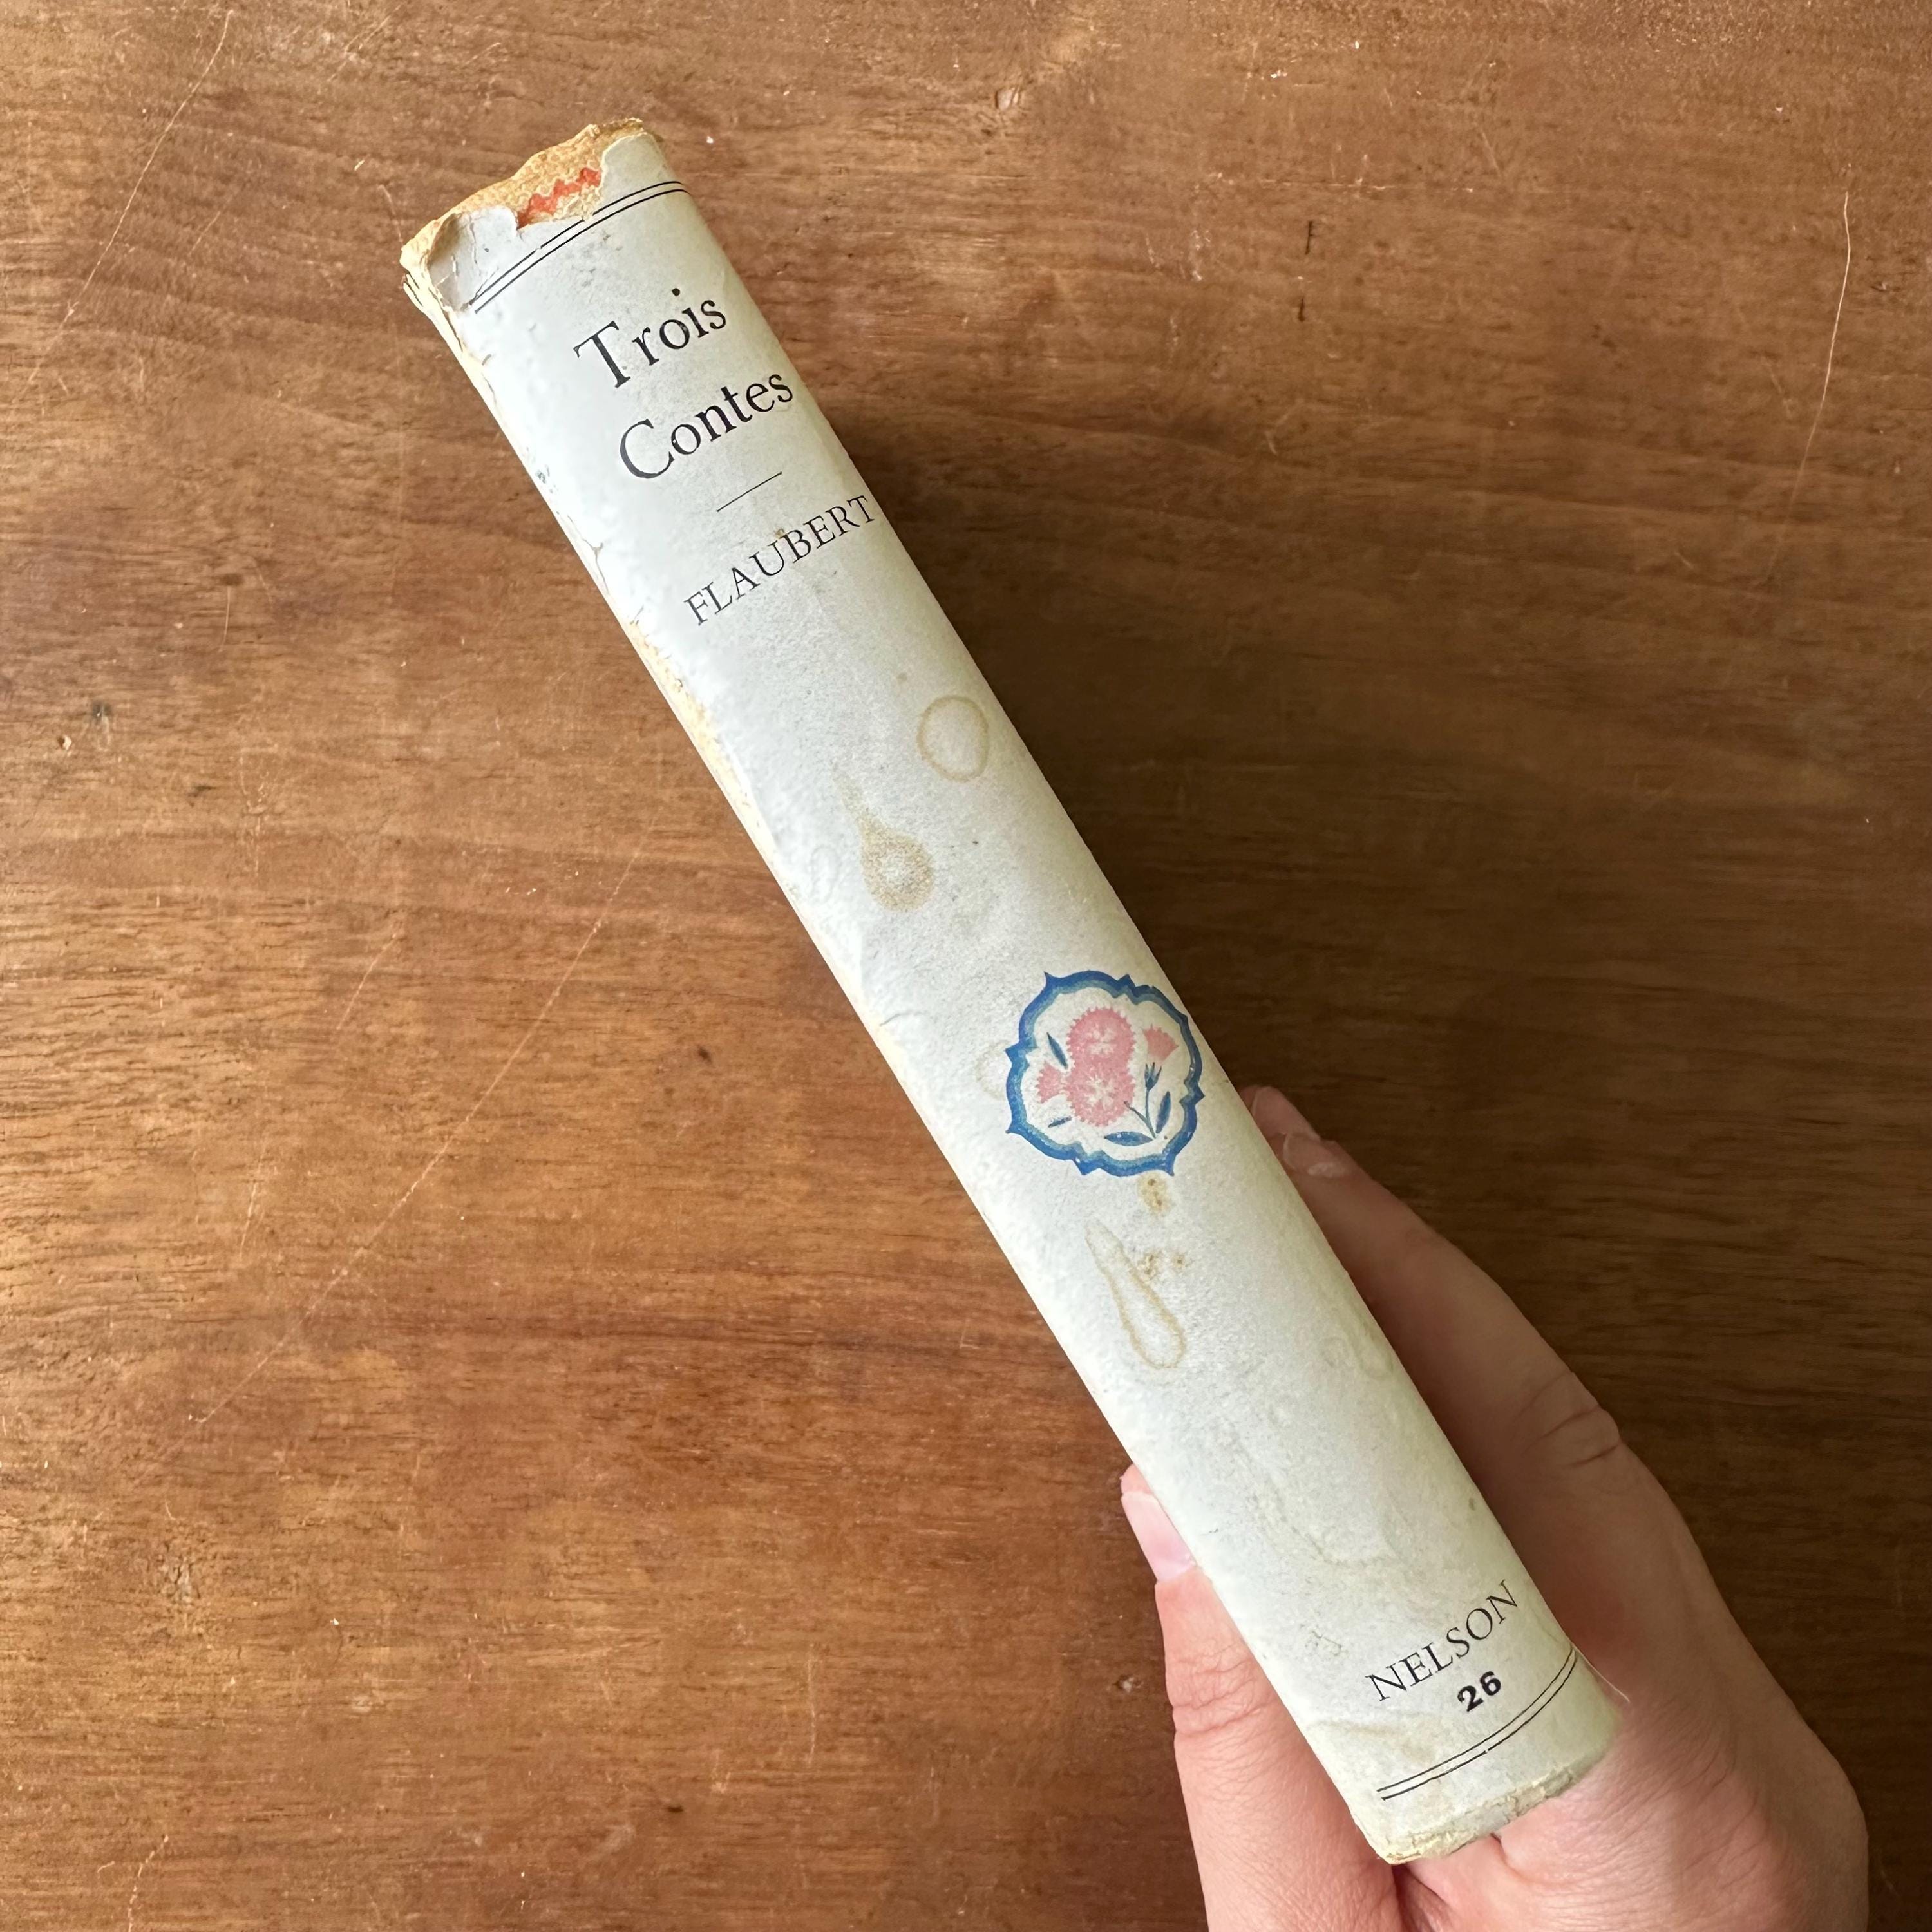 Trois
Contes
FLAUBERT
NELSON
26